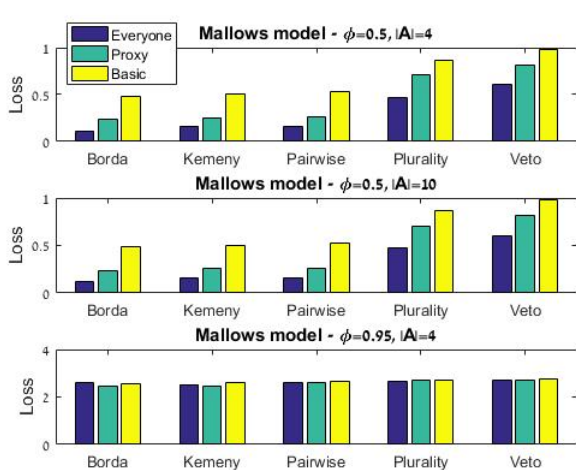 Mallows model - ϕ=0.5, |A|=4
Everyone
Proxy
Basic
Loss
1
0.5
0
Borda Kemeny Pairwise Plurality Veto
Mallows model - ϕ=0.5, |A|=10
Loss
1
0.5
0
Borda Kemeny Pairwise Plurality Veto
Mallows model - ϕ=0.95, |A|=4
Loss
4
2
0
Borda Kemeny Pairwise Plurality Veto